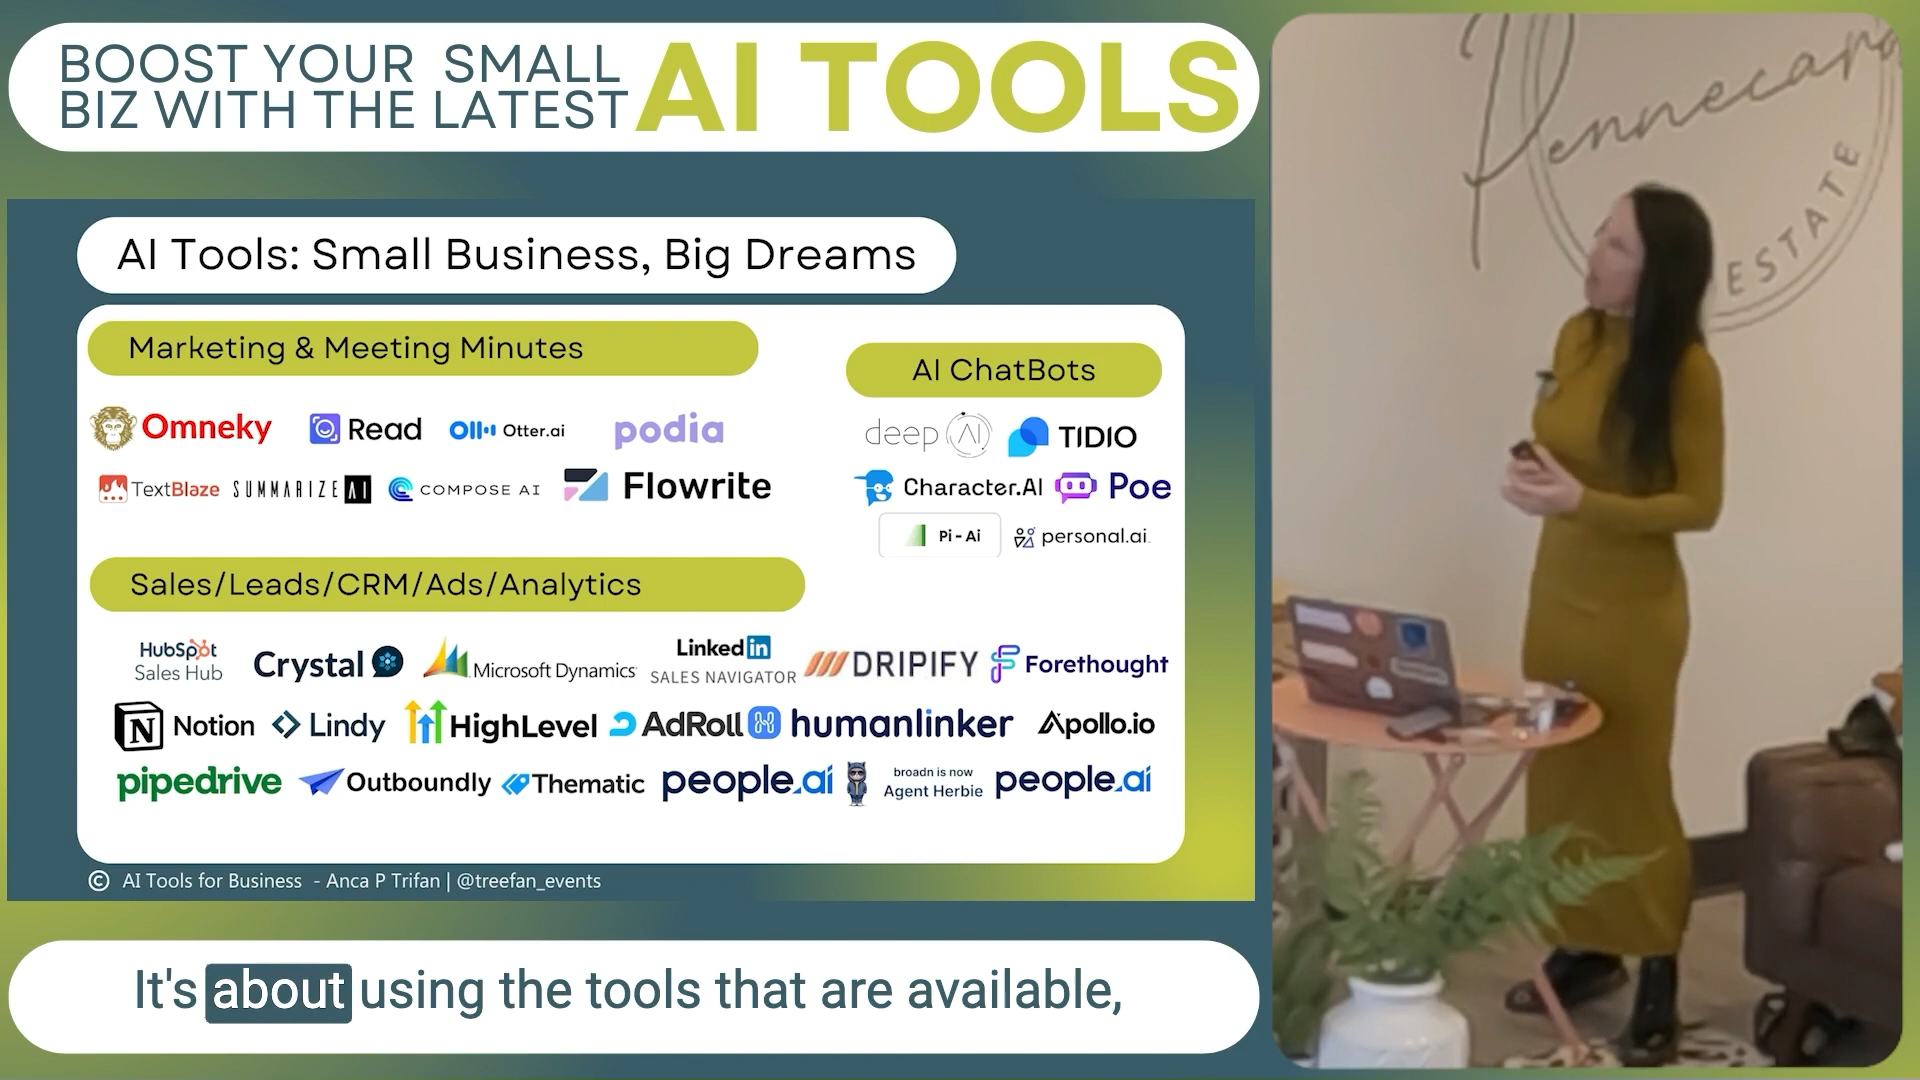 BOOST YOUR SMALL
BIZ WITH THE LATEST
AI TOOLS
AI Tools: Small Business, Big Dreams
Marketing & Meeting Minutes
Omneky Read Otter.ai podia
TextBlaze SUMMARIZE AI COMPOSE AI Flowrite
AI ChatBots
deep AI TIDIO
Character.AI Poe
Pi - Ai personal.ai
Sales/Leads/CRM/Ads/Analytics
HubSpot
Sales Hub
Crystal
Microsoft Dynamics
Linked in
SALES NAVIGATOR
DRIPIFY
Forethought
Notion Lindy HighLevel AdRoll humanlinker Apollo.io
pipedrive Outboundly Thematic people.ai
broadn is now
Agent Herbie
people.ai
© AI Tools for Business - Anca P Trifan | @treefan_events
It's about using the tools that are available,
Pennecard
ESTATE